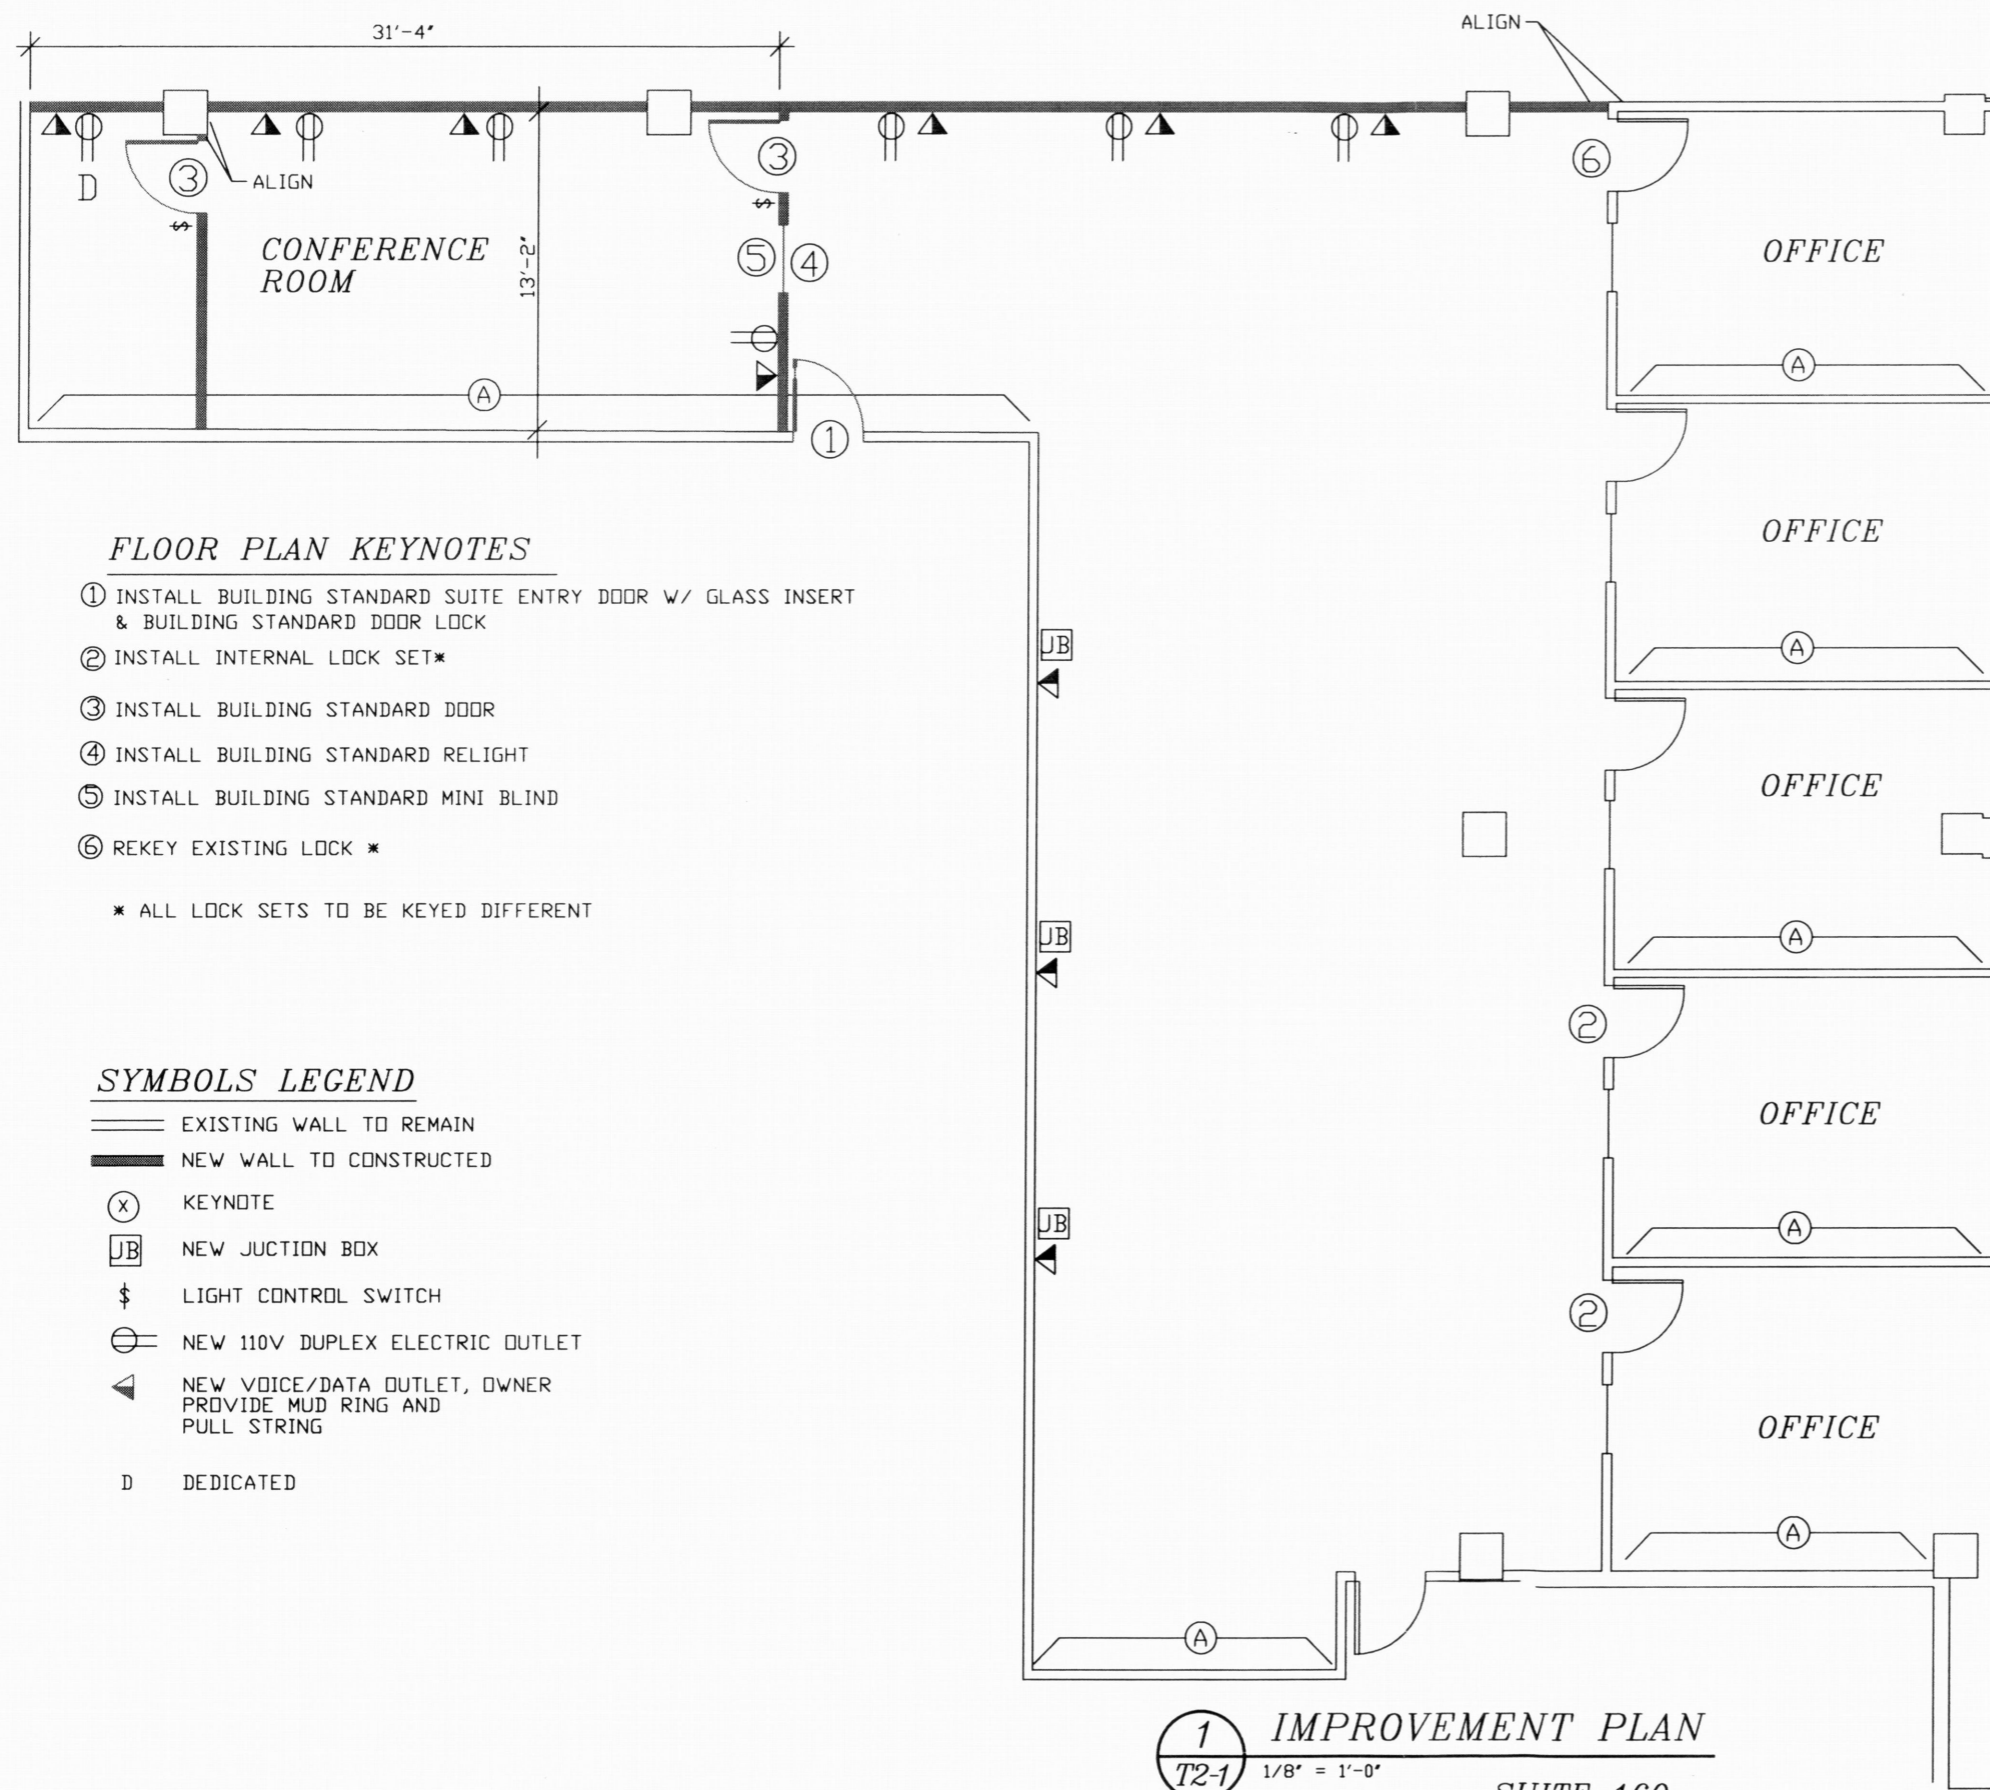 31'-4"
ALIGN
D
3
ALIGN
3
6
$
$
CONFERENCE
ROOM
13'-2"
5
4
OFFICE
A
A
1
OFFICE
FLOOR PLAN KEYNOTES
1 INSTALL BUILDING STANDARD SUITE ENTRY DOOR W/ GLASS INSERT
& BUILDING STANDARD DOOR LOCK
2 INSTALL INTERNAL LOCK SET*
3 INSTALL BUILDING STANDARD DOOR
4 INSTALL BUILDING STANDARD RELIGHT
5 INSTALL BUILDING STANDARD MINI BLIND
6 REKEY EXISTING LOCK *
* ALL LOCK SETS TO BE KEYED DIFFERENT
JB
A
OFFICE
JB
A
2
OFFICE
JB
A
2
OFFICE
A
A
SYMBOLS LEGEND
EXISTING WALL TO REMAIN
NEW WALL TO CONSTRUCTED
X KEYNOTE
JB NEW JUCTION BOX
$ LIGHT CONTROL SWITCH
NEW 110V DUPLEX ELECTRIC OUTLET
NEW VOICE/DATA OUTLET, OWNER
PROVIDE MUD RING AND
PULL STRING
D DEDICATED
1 IMPROVEMENT PLAN
T2-1 1/8" = 1'-0"
SUITE 160